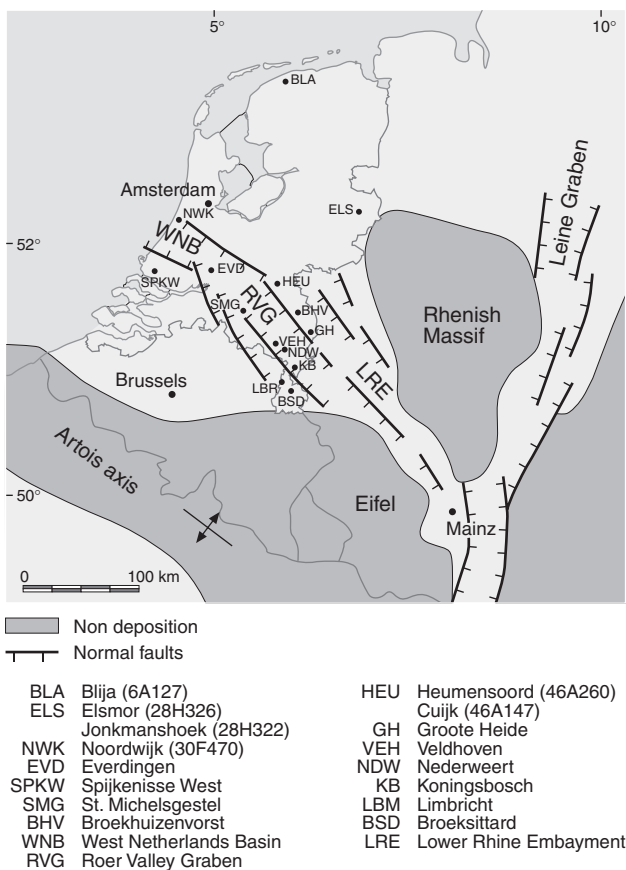 5° 10°
BLA
Leine Graben
Amsterdam
ELS
NWK
52°
WNB
EVD
SPKW
HEU
RVG
SMG
BHV
Rhenish
Massif
GH
VEH
NDW
KB
Brussels
LBR
LRE
BSD
Artois axis
50°
Eifel
Mainz
0 100 km
Non deposition
Normal faults
BLA Blija (6A127)
ELS Elsmor (28H326)
Jonkmanshoek (28H322)
NWK Noordwijk (30F470)
EVD Everdingen
SPKW Spijkenisse West
SMG St. Michelsgestel
BHV Broekhuizenvorst
WNB West Netherlands Basin
RVG Roer Valley Graben
HEU Heumensoord (46A260)
Cuijk (46A147)
GH Groote Heide
VEH Veldhoven
NDW Nederweert
KB Koningsbosch
LBM Limbricht
BSD Broeksittard
LRE Lower Rhine Embayment